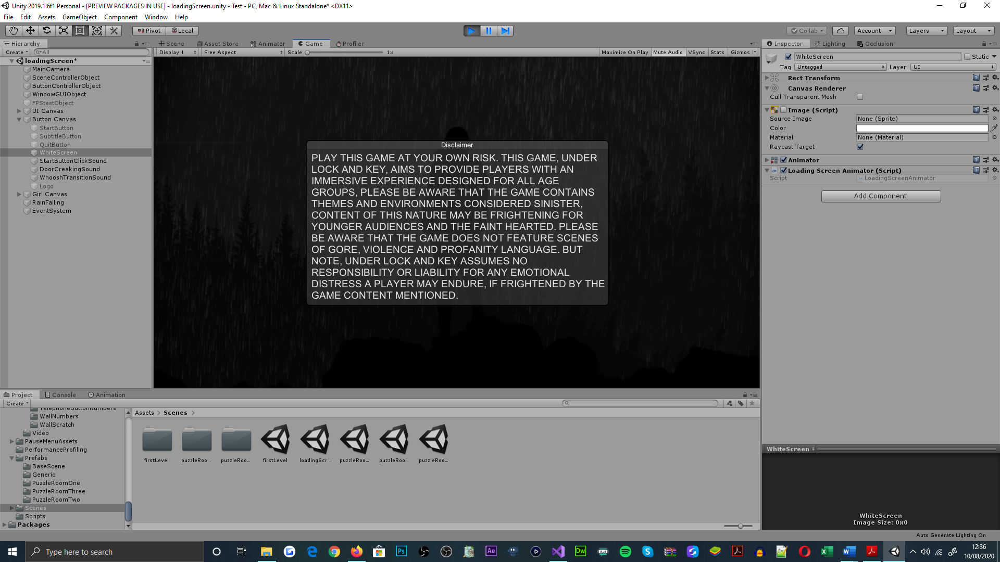 Unity 2019.1.6f1 Personal - [PREVIEW PACKAGES IN USE] - loadingScreen.unity - Test - PC, Mac & Linux Standalone* <DX11>
File Edit Assets GameObject Component Window Help
Pivot Local Collab Account Layers Layout
Hierarchy Scene Asset Store Animator Game Profiler Inspector Lighting Occlusion
Create All Display 1 Free Aspect Scale 1x Maximize On Play Mute Audio VSync Stats Gizmos
loadingScreen*
MainCamera
SceneControllerObject
ButtonControllerObject
WindowGUIObject
FPStestObject
UI Canvas
Button Canvas
StartButton
SubtitleButton
QuitButton
WhiteScreen
StartButtonClickSound
DoorCreakingSound
WhooshTransitionSound
Logo
Girl Canvas
RainFalling
EventSystem
Disclaimer
PLAY THIS GAME AT YOUR OWN RISK. THIS GAME, UNDER
LOCK AND KEY, AIMS TO PROVIDE PLAYERS WITH AN
IMMERSIVE EXPERIENCE DESIGNED FOR ALL AGE
GROUPS, PLEASE BE AWARE THAT THE GAME CONTAINS
THEMES AND ENVIRONMENTS CONSIDERED SINISTER,
CONTENT OF THIS NATURE MAY BE FRIGHTENING FOR
YOUNGER AUDIENCES AND THE FAINT HEARTED. PLEASE
BE AWARE THAT THE GAME DOES NOT FEATURE SCENES
OF GORE, VIOLENCE AND PROFANITY LANGUAGE. BUT
NOTE, UNDER LOCK AND KEY ASSUMES NO
RESPONSIBILITY OR LIABILITY FOR ANY EMOTIONAL
DISTRESS A PLAYER MAY ENDURE, IF FRIGHTENED BY THE
GAME CONTENT MENTIONED.
WhiteScreen Static
Tag Untagged Layer UI
Rect Transform
Canvas Renderer
Cull Transparent Mesh
Image (Script)
Source Image None (Sprite)
Color
Material None (Material)
Raycast Target
Animator
Loading Screen Animator (Script)
Script LoadingScreenAnimator
Add Component
Project Console Animation
Create
TelephoneButtonNumbers
WallNumbers
WallScratch
Video
PauseMenuAssets
PerformanceProfiling
Prefabs
BaseScene
Generic
PuzzleRoomOne
PuzzleRoomThree
PuzzleRoomTwo
Scenes
Scripts
Packages
Assets > Scenes >
firstLevel puzzleRoo... puzzleRoo... firstLevel loadingScr... puzzleRoo... puzzleRoo... puzzleRoo...
WhiteScreen
WhiteScreen
Image Size: 0x0
Auto Generate Lighting On
Type here to search
Ps Ae Dw
12:36
10/08/2020